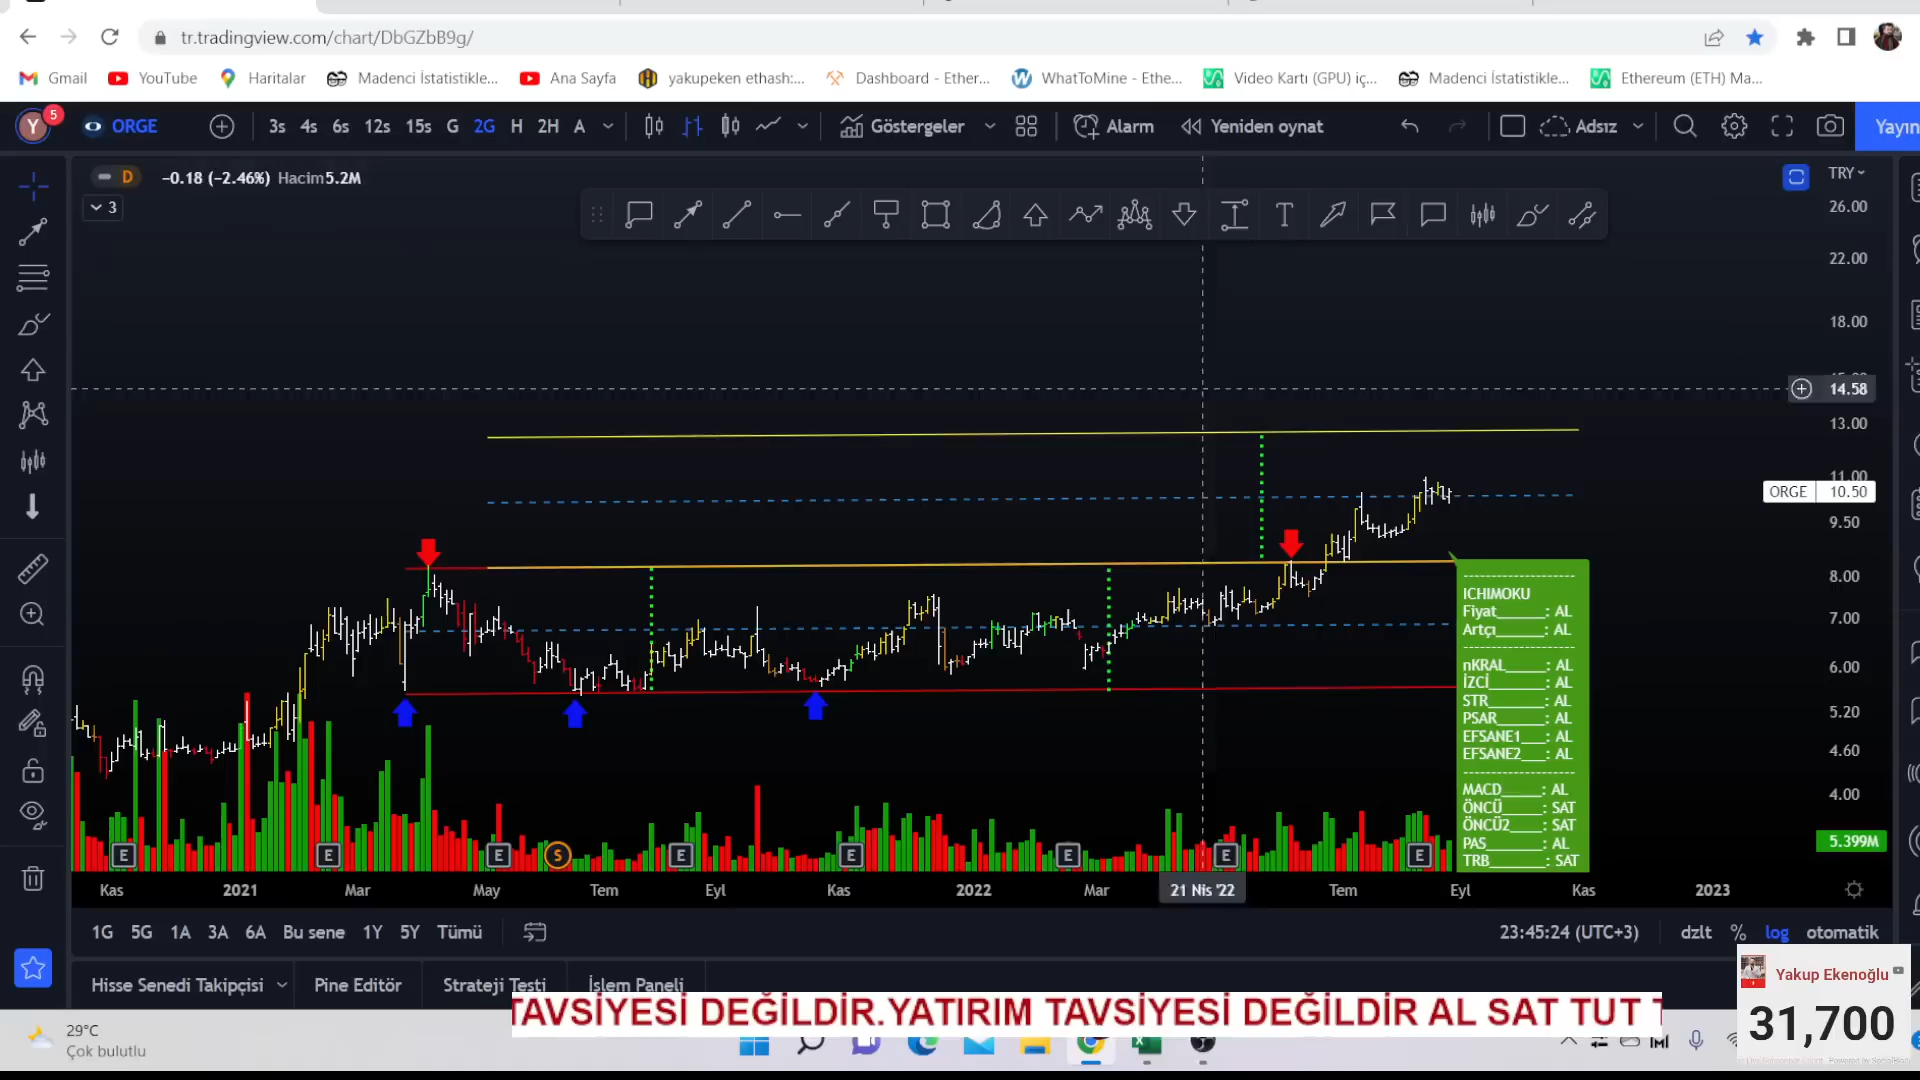 tr.tradingview.com/chart/DbGZbB9g/
Gmail YouTube Haritalar Madenci İstatistikle... Ana Sayfa yakupeken ethash:... Dashboard - Ether... WhatToMine - Ethe... Video Kartı (GPU) iç... Madenci İstatistikle... Ethereum (ETH) Ma...
Y 5 ORGE 3s 4s 6s 12s 15s G 2G H 2H A Göstergeler Alarm Yeniden oynat Adsız Yayın
D −0.18 (−2.46%) Hacim5.2M
3
TRY
26.00
22.00
18.00
14.58
13.00
11.00
ORGE 10.50
9.50
8.00
7.00
6.00
5.20
4.60
4.00
5.399M
ICHIMOKU
Fiyat______: AL
Artçı______: AL
nKRAL_____: AL
İZCİ_______: AL
STR_______: AL
PSAR______: AL
EFSANE1___: AL
EFSANE2___: AL
MACD_____: AL
ÖNCÜ_____: SAT
ÖNCÜ2____: SAT
PAS_______: AL
TRB_______: SAT
E E E S E E E E E
Kas 2021 Mar May Tem Eyl Kas 2022 Mar 21 Nis '22 Tem Eyl Kas 2023
1G 5G 1A 3A 6A Bu sene 1Y 5Y Tümü 23:45:24 (UTC+3) dzlt % log otomatik
Hisse Senedi Takipçisi Pine Editör Strateji Testi İşlem Paneli
TAVSİYESİ DEĞİLDİR.YATIRIM TAVSİYESİ DEĞİLDİR AL SAT TUT
Yakup Ekenoğlu
31,700
29°C
Çok bulutlu